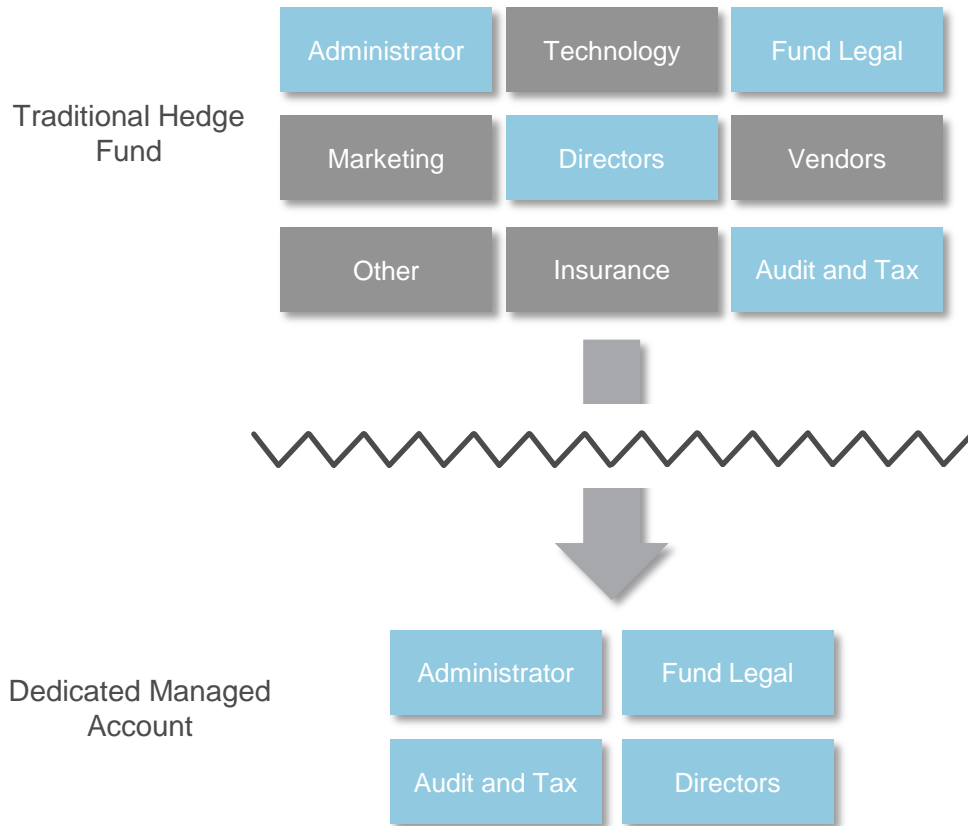 Administrator
Technology
Fund Legal
Traditional Hedge
Fund
Marketing
Directors
Vendors
Other
Insurance
Audit and Tax
Dedicated Managed
Account
Administrator
Fund Legal
Audit and Tax
Directors